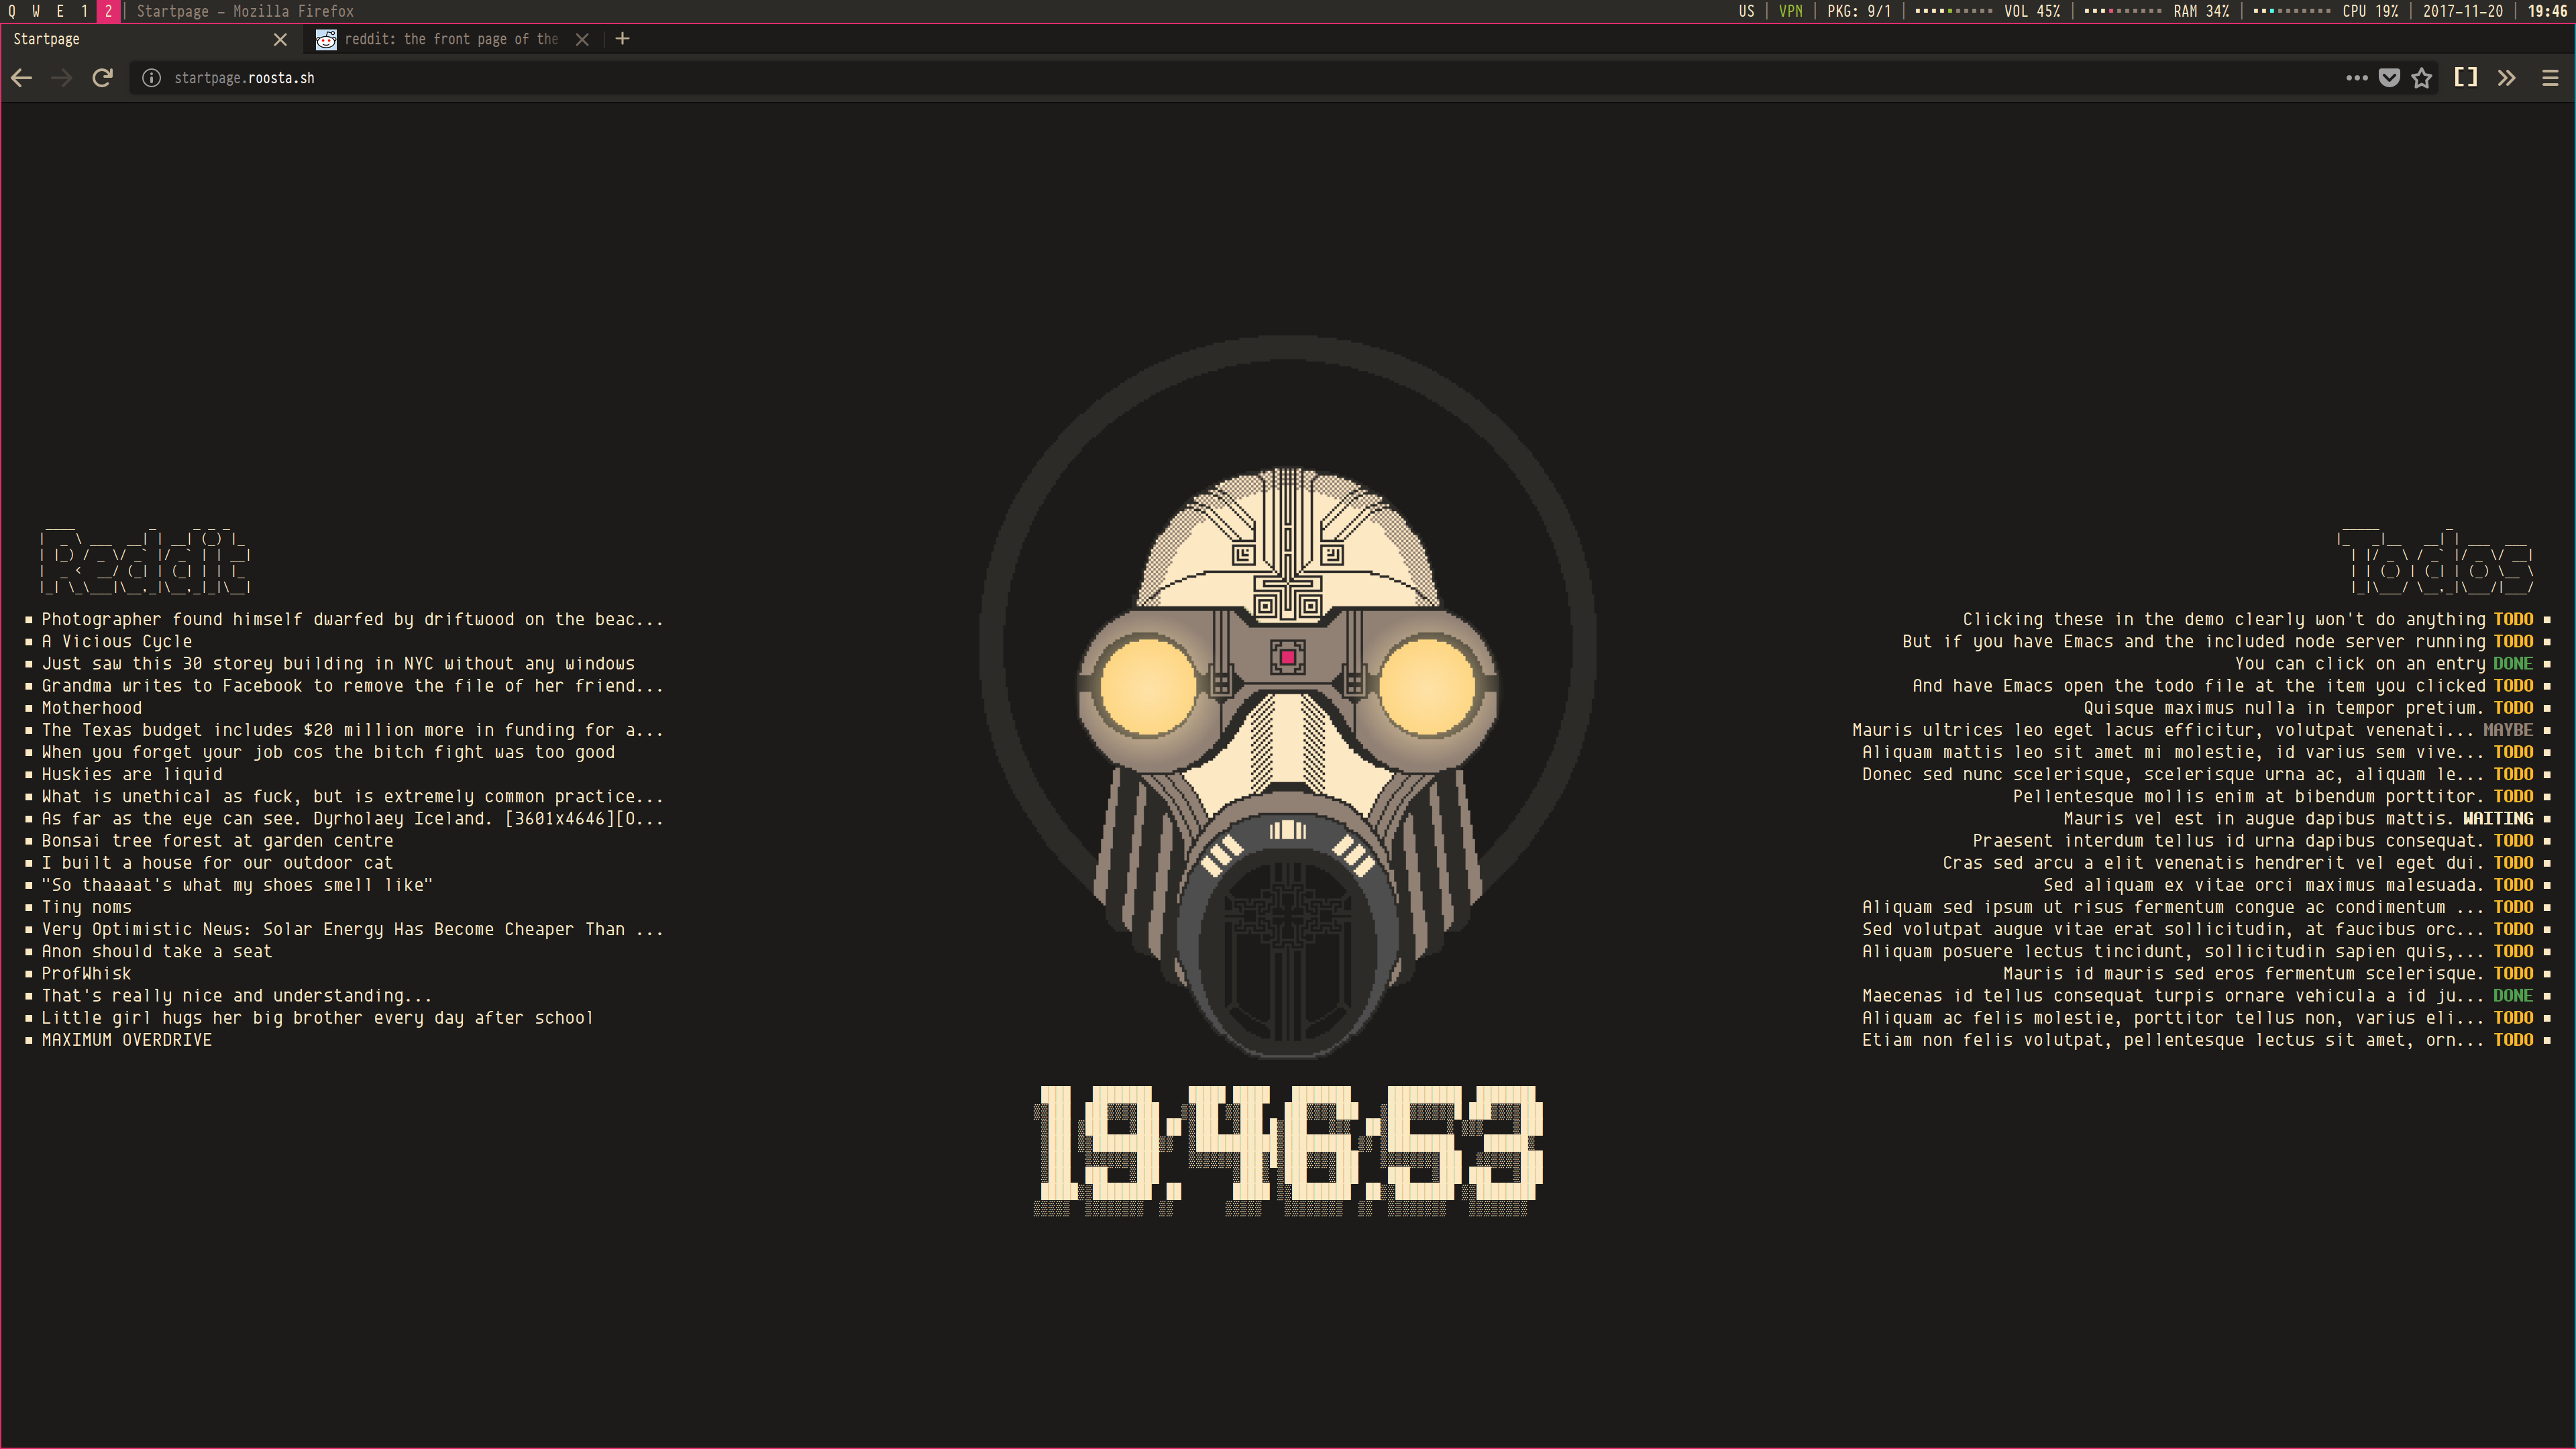 Q W E 1 2 | Startpage – Mozilla Firefox
US | VPN | PKG: 9/1 | VOL 45% | RAM 34% | CPU 19% | 2017-11-20 | 19:46
Startpage
reddit: the front page of the
startpage.roosta.sh
Reddit
Photographer found himself dwarfed by driftwood on the beac...
A Vicious Cycle
Just saw this 30 storey building in NYC without any windows
Grandma writes to Facebook to remove the file of her friend...
Motherhood
The Texas budget includes $20 million more in funding for a...
When you forget your job cos the bitch fight was too good
Huskies are liquid
What is unethical as fuck, but is extremely common practice...
As far as the eye can see. Dyrholaey Iceland. [3601x4646][O...
Bonsai tree forest at garden centre
I built a house for our outdoor cat
"So thaaaat's what my shoes smell like"
Tiny noms
Very Optimistic News: Solar Energy Has Become Cheaper Than ...
Anon should take a seat
ProfWhisk
That's really nice and understanding...
Little girl hugs her big brother every day after school
MAXIMUM OVERDRIVE
19:46:53
Todos
Clicking these in the demo clearly won't do anything TODO
But if you have Emacs and the included node server running TODO
You can click on an entry DONE
And have Emacs open the todo file at the item you clicked TODO
Quisque maximus nulla in tempor pretium. TODO
Mauris ultrices leo eget lacus efficitur, volutpat venenati... MAYBE
Aliquam mattis leo sit amet mi molestie, id varius sem vive... TODO
Donec sed nunc scelerisque, scelerisque urna ac, aliquam le... TODO
Pellentesque mollis enim at bibendum porttitor. TODO
Mauris vel est in augue dapibus mattis. WAITING
Praesent interdum tellus id urna dapibus consequat. TODO
Cras sed arcu a elit venenatis hendrerit vel eget dui. TODO
Sed aliquam ex vitae orci maximus malesuada. TODO
Aliquam sed ipsum ut risus fermentum congue ac condimentum ... TODO
Sed volutpat augue vitae erat sollicitudin, at faucibus orc... TODO
Aliquam posuere lectus tincidunt, sollicitudin sapien quis,... TODO
Mauris id mauris sed eros fermentum scelerisque. TODO
Maecenas id tellus consequat turpis ornare vehicula a id ju... DONE
Aliquam ac felis molestie, porttitor tellus non, varius eli... TODO
Etiam non felis volutpat, pellentesque lectus sit amet, orn... TODO